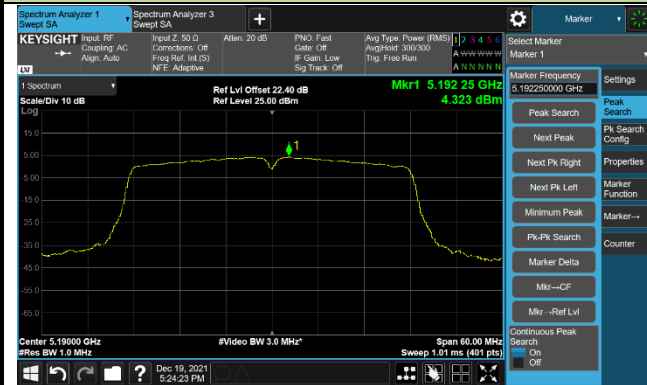 Spectrum Analyzer 1
Swept SA
Spectrum Analyzer 3
Swept SA
+
Marker
KEYSIGHT
Input: RF
Coupling: AC
Align: Auto
Input Z: 50 Ω
Corrections: Off
Freq Ref: Int (S)
NFE: Adaptive
Atten: 20 dB
PNO: Fast
Gate: Off
IF Gain: Low
Sig Track: Off
Avg Type: Power (RMS)
Avg|Hold: 300/300
Trig: Free Run
1 2 3 4 5 6
A W W W W W
A N N N N N
LXI
Select Marker
Marker 1
1 Spectrum
Scale/Div 10 dB
Log
Ref Lvl Offset 22.40 dB
Ref Level 25.00 dBm
Mkr1 5.192 25 GHz
4.323 dBm
1
15.0
5.00
-5.00
-15.0
-25.0
-35.0
-45.0
-55.0
-65.0
Center 5.19000 GHz
#Res BW 1.0 MHz
#Video BW 3.0 MHz*
Span 60.00 MHz
Sweep 1.01 ms (401 pts)
Marker Frequency
5.192250000 GHz
Peak Search
Next Peak
Next Pk Right
Next Pk Left
Minimum Peak
Pk-Pk Search
Marker Delta
Mkr→CF
Mkr→Ref Lvl
Continuous Peak
Search
On
Off
Settings
Peak
Search
Pk Search
Config
Properties
Marker
Function
Marker→
Counter
?
Dec 19, 2021
5:24:23 PM